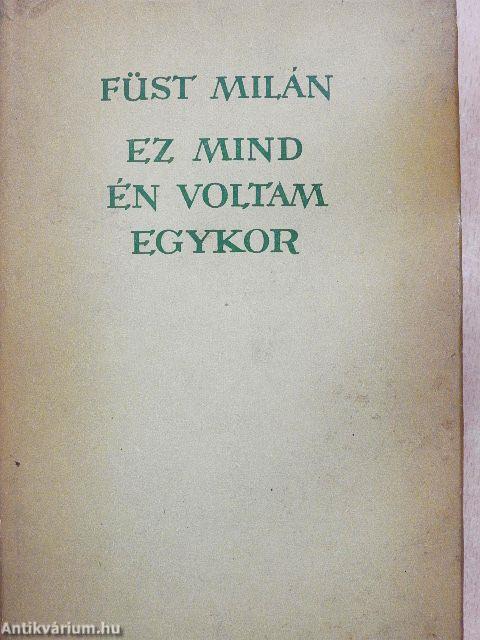 FÜST MILÁN
EZ MIND
ÉN VOLTAM
EGYKOR
Antikvárium.hu